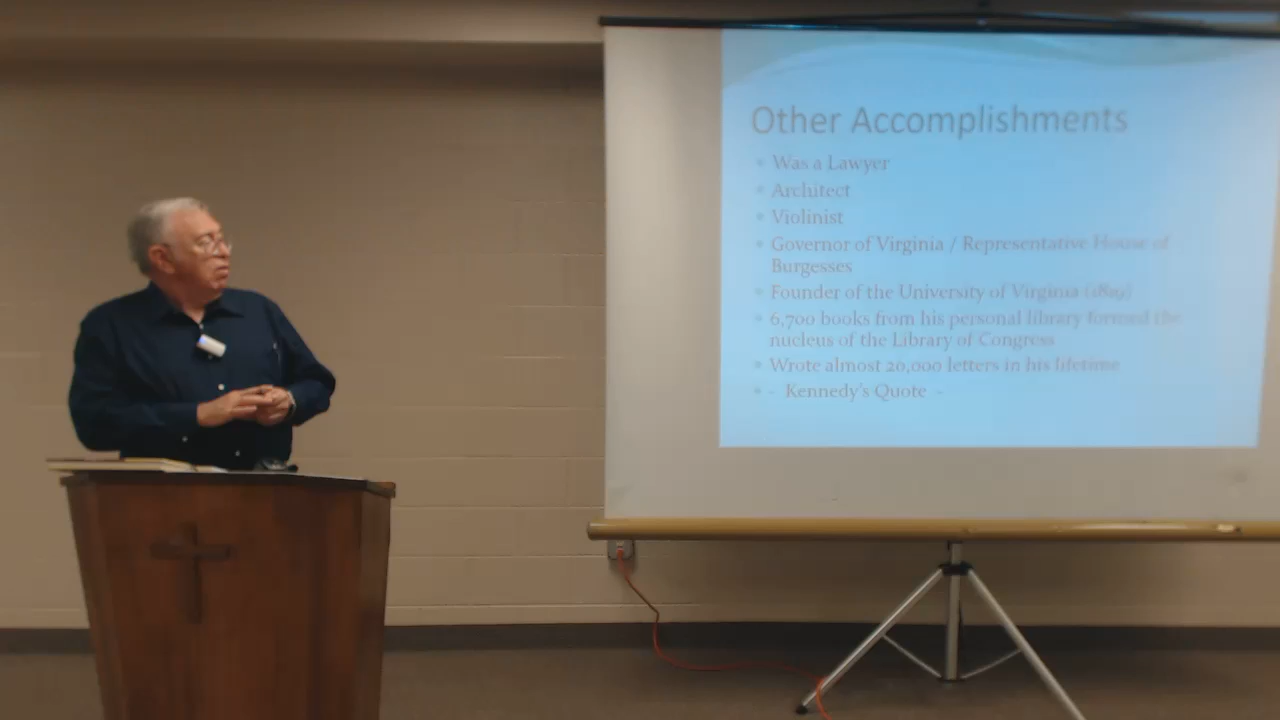 Other Accomplishments
• Was a Lawyer
• Architect
• Violinist
• Governor of Virginia / Representative House of
Burgesses
• Founder of the University of Virginia (1819)
• 6,700 books from his personal library formed the
nucleus of the Library of Congress
• Wrote almost 20,000 letters in his lifetime
• - Kennedy's Quote -